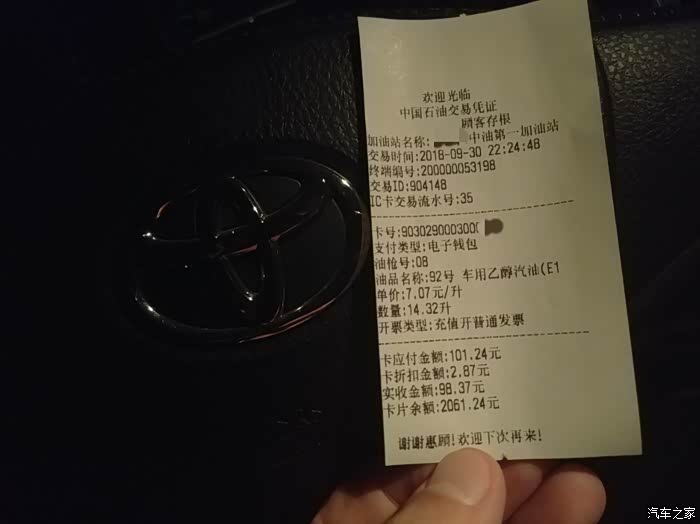 欢迎光临
中国石油交易凭证
顾客存根
加油站名称: 中油第一加油站
交易时间:2018-09-30 22:24:48
终端编号:200000053198
交易ID:904148
IC卡交易流水号:35
卡号:903029000300
支付类型:电子钱包
油枪号:08
油品名称:92号 车用乙醇汽油(E1
单价:7.07元/升
数量:14.32升
开票类型:充值开普通发票
卡应付金额:101.24元
卡折扣金额:2.87元
实收金额:98.37元
卡片余额:2061.24元
谢谢惠顾!欢迎下次再来!
汽车之家